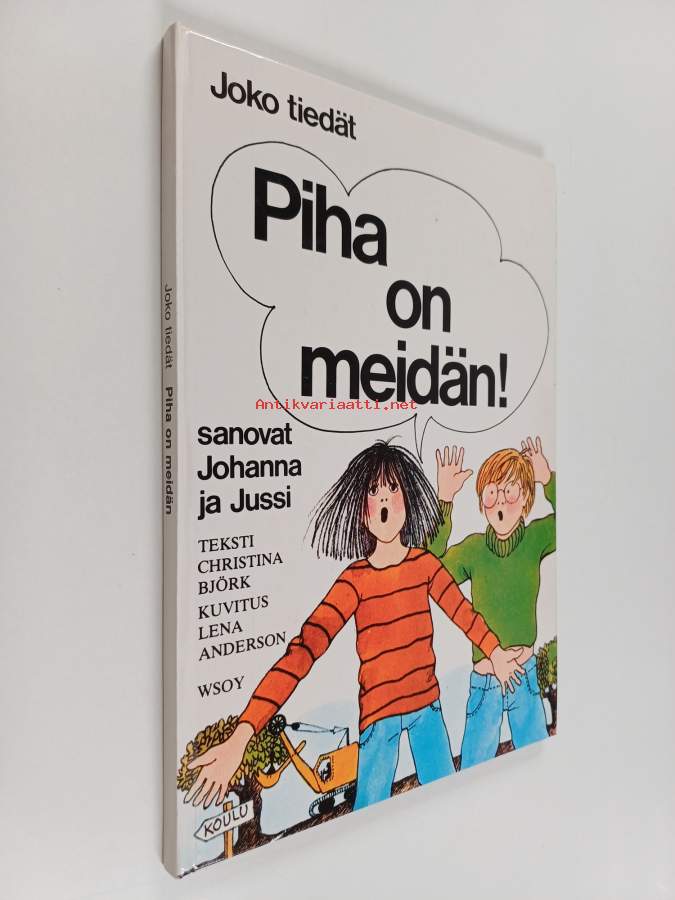 Joko tiedät
Piha
on
meidän!
Antikvariaatti.net
sanovat
Johanna
ja Jussi
TEKSTI
CHRISTINA
BJÖRK
KUVITUS
LENA
ANDERSON
WSOY
KOULU
Joko tiedät Piha on meidän